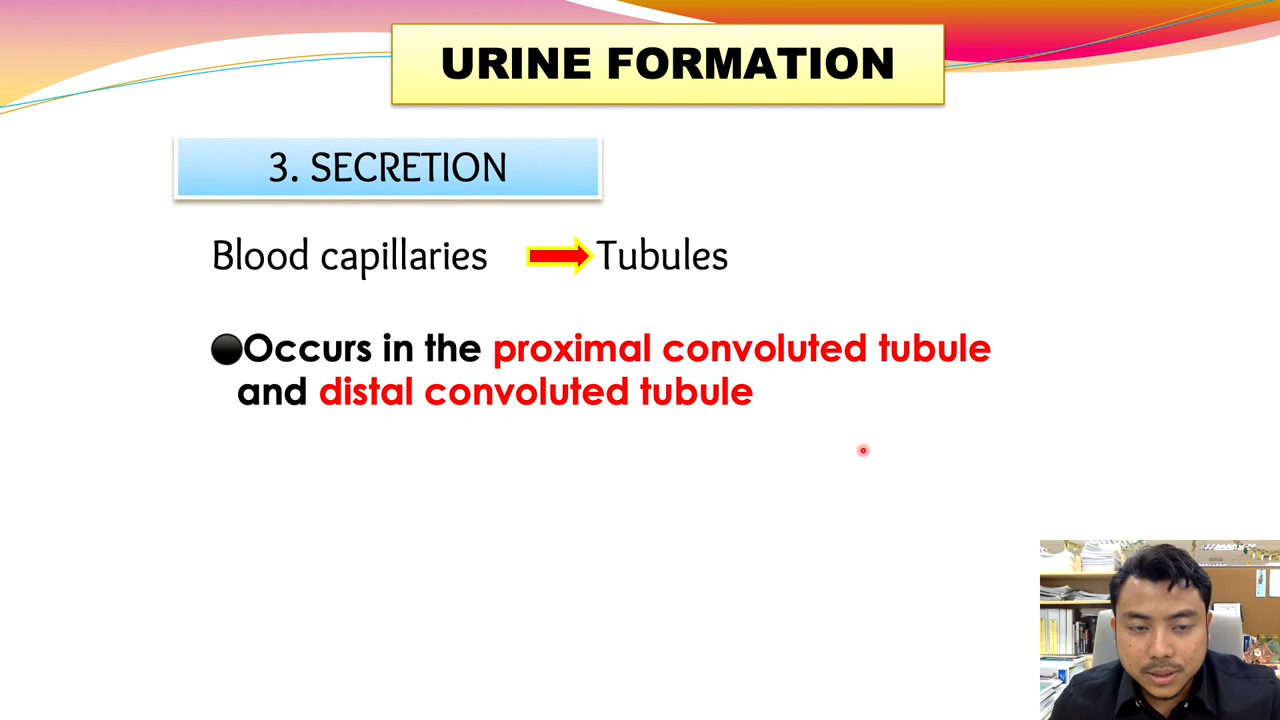 URINE FORMATION
3. SECRETION
Blood capillaries Tubules
Occurs in the proximal convoluted tubule
and distal convoluted tubule